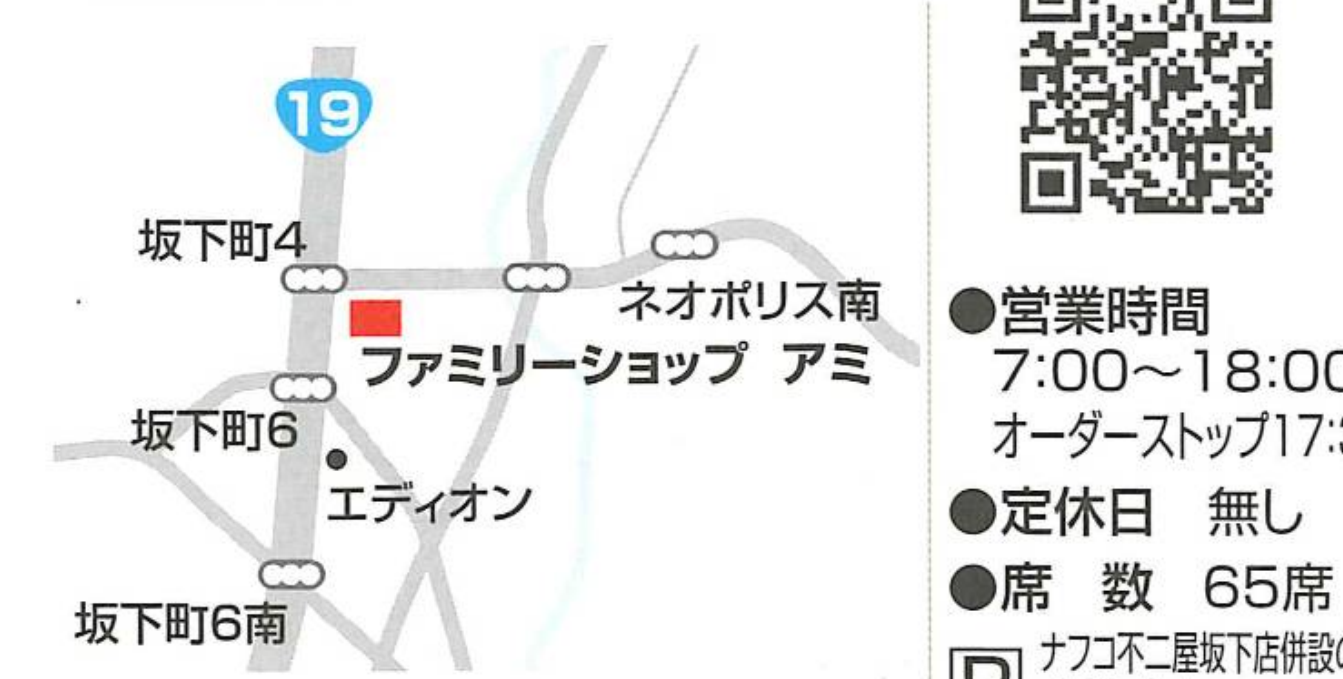 19
坂下町4
ネオポリス南
ファミリーショップ アミ
坂下町6
エディオン
坂下町6南
●営業時間
7:00～18:00
オーダーストップ17:3
●定休日 無し
●席 数 65席
P ナフコ不二屋坂下店併設の